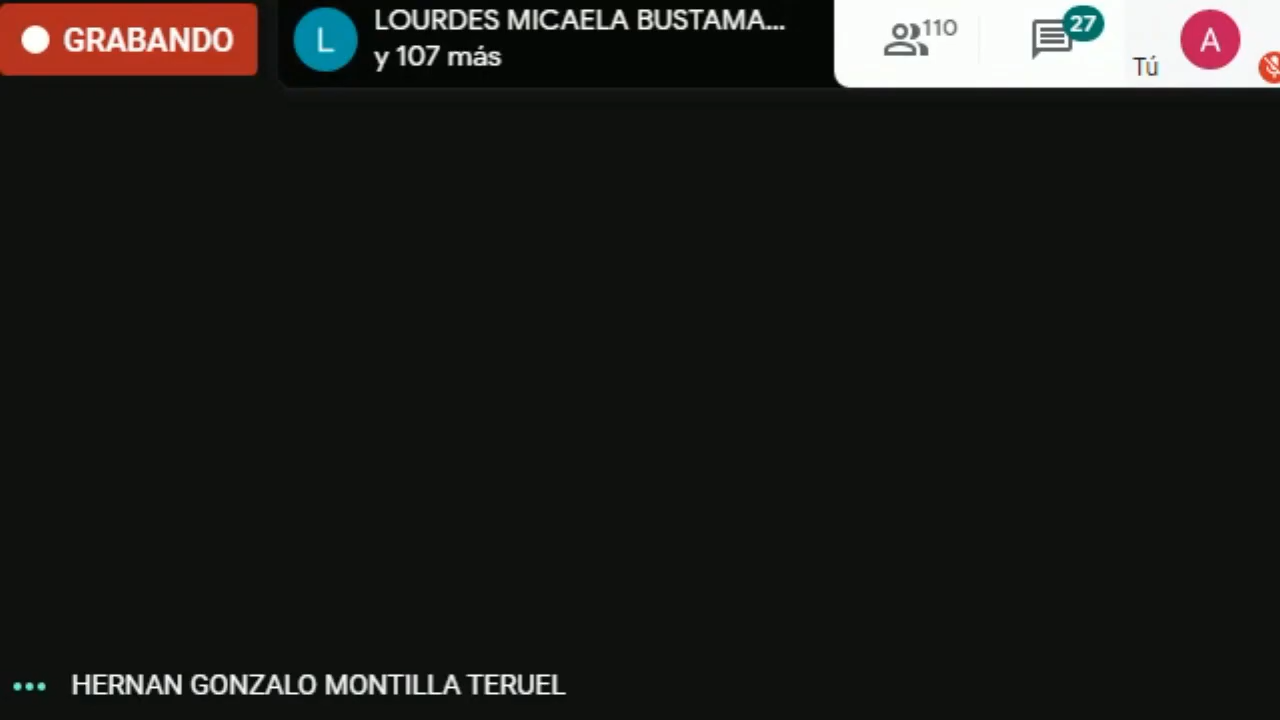 GRABANDO
L
LOURDES MICAELA BUSTAMA...
y 107 más
110
27
Tú
A
HERNAN GONZALO MONTILLA TERUEL